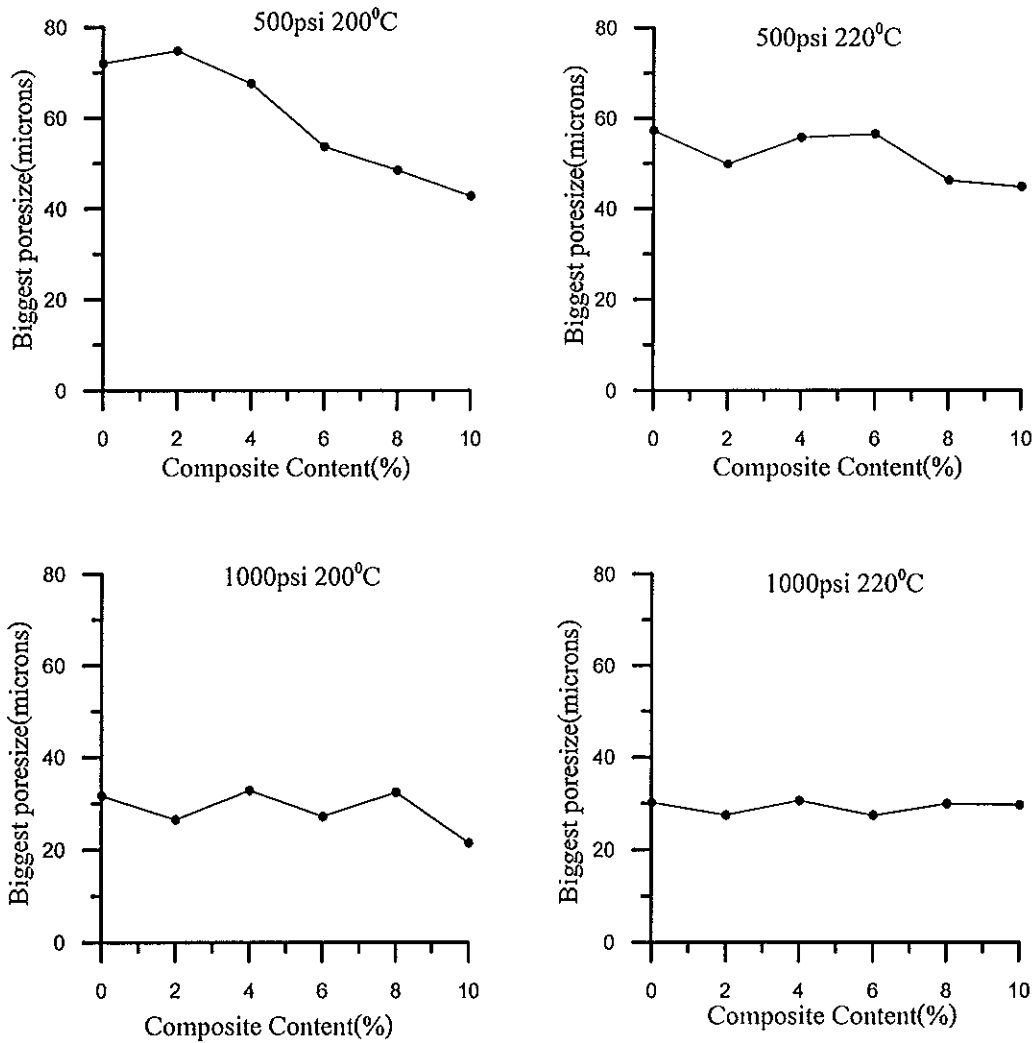 500psi 200⁰C
80
60
40
20
0
Biggest poresize(microns)
0 2 4 6 8 10
Composite Content(%)
500psi 220⁰C
80
60
40
20
0
Biggest poresize(microns)
0 2 4 6 8 10
Composite Content(%)
1000psi 200⁰C
80
60
40
20
0
Biggest poresize(microns)
0 2 4 6 8 10
Composite Content(%)
1000psi 220⁰C
80
60
40
20
0
Biggest poresize(microns)
0 2 4 6 8 10
Composite Content(%)